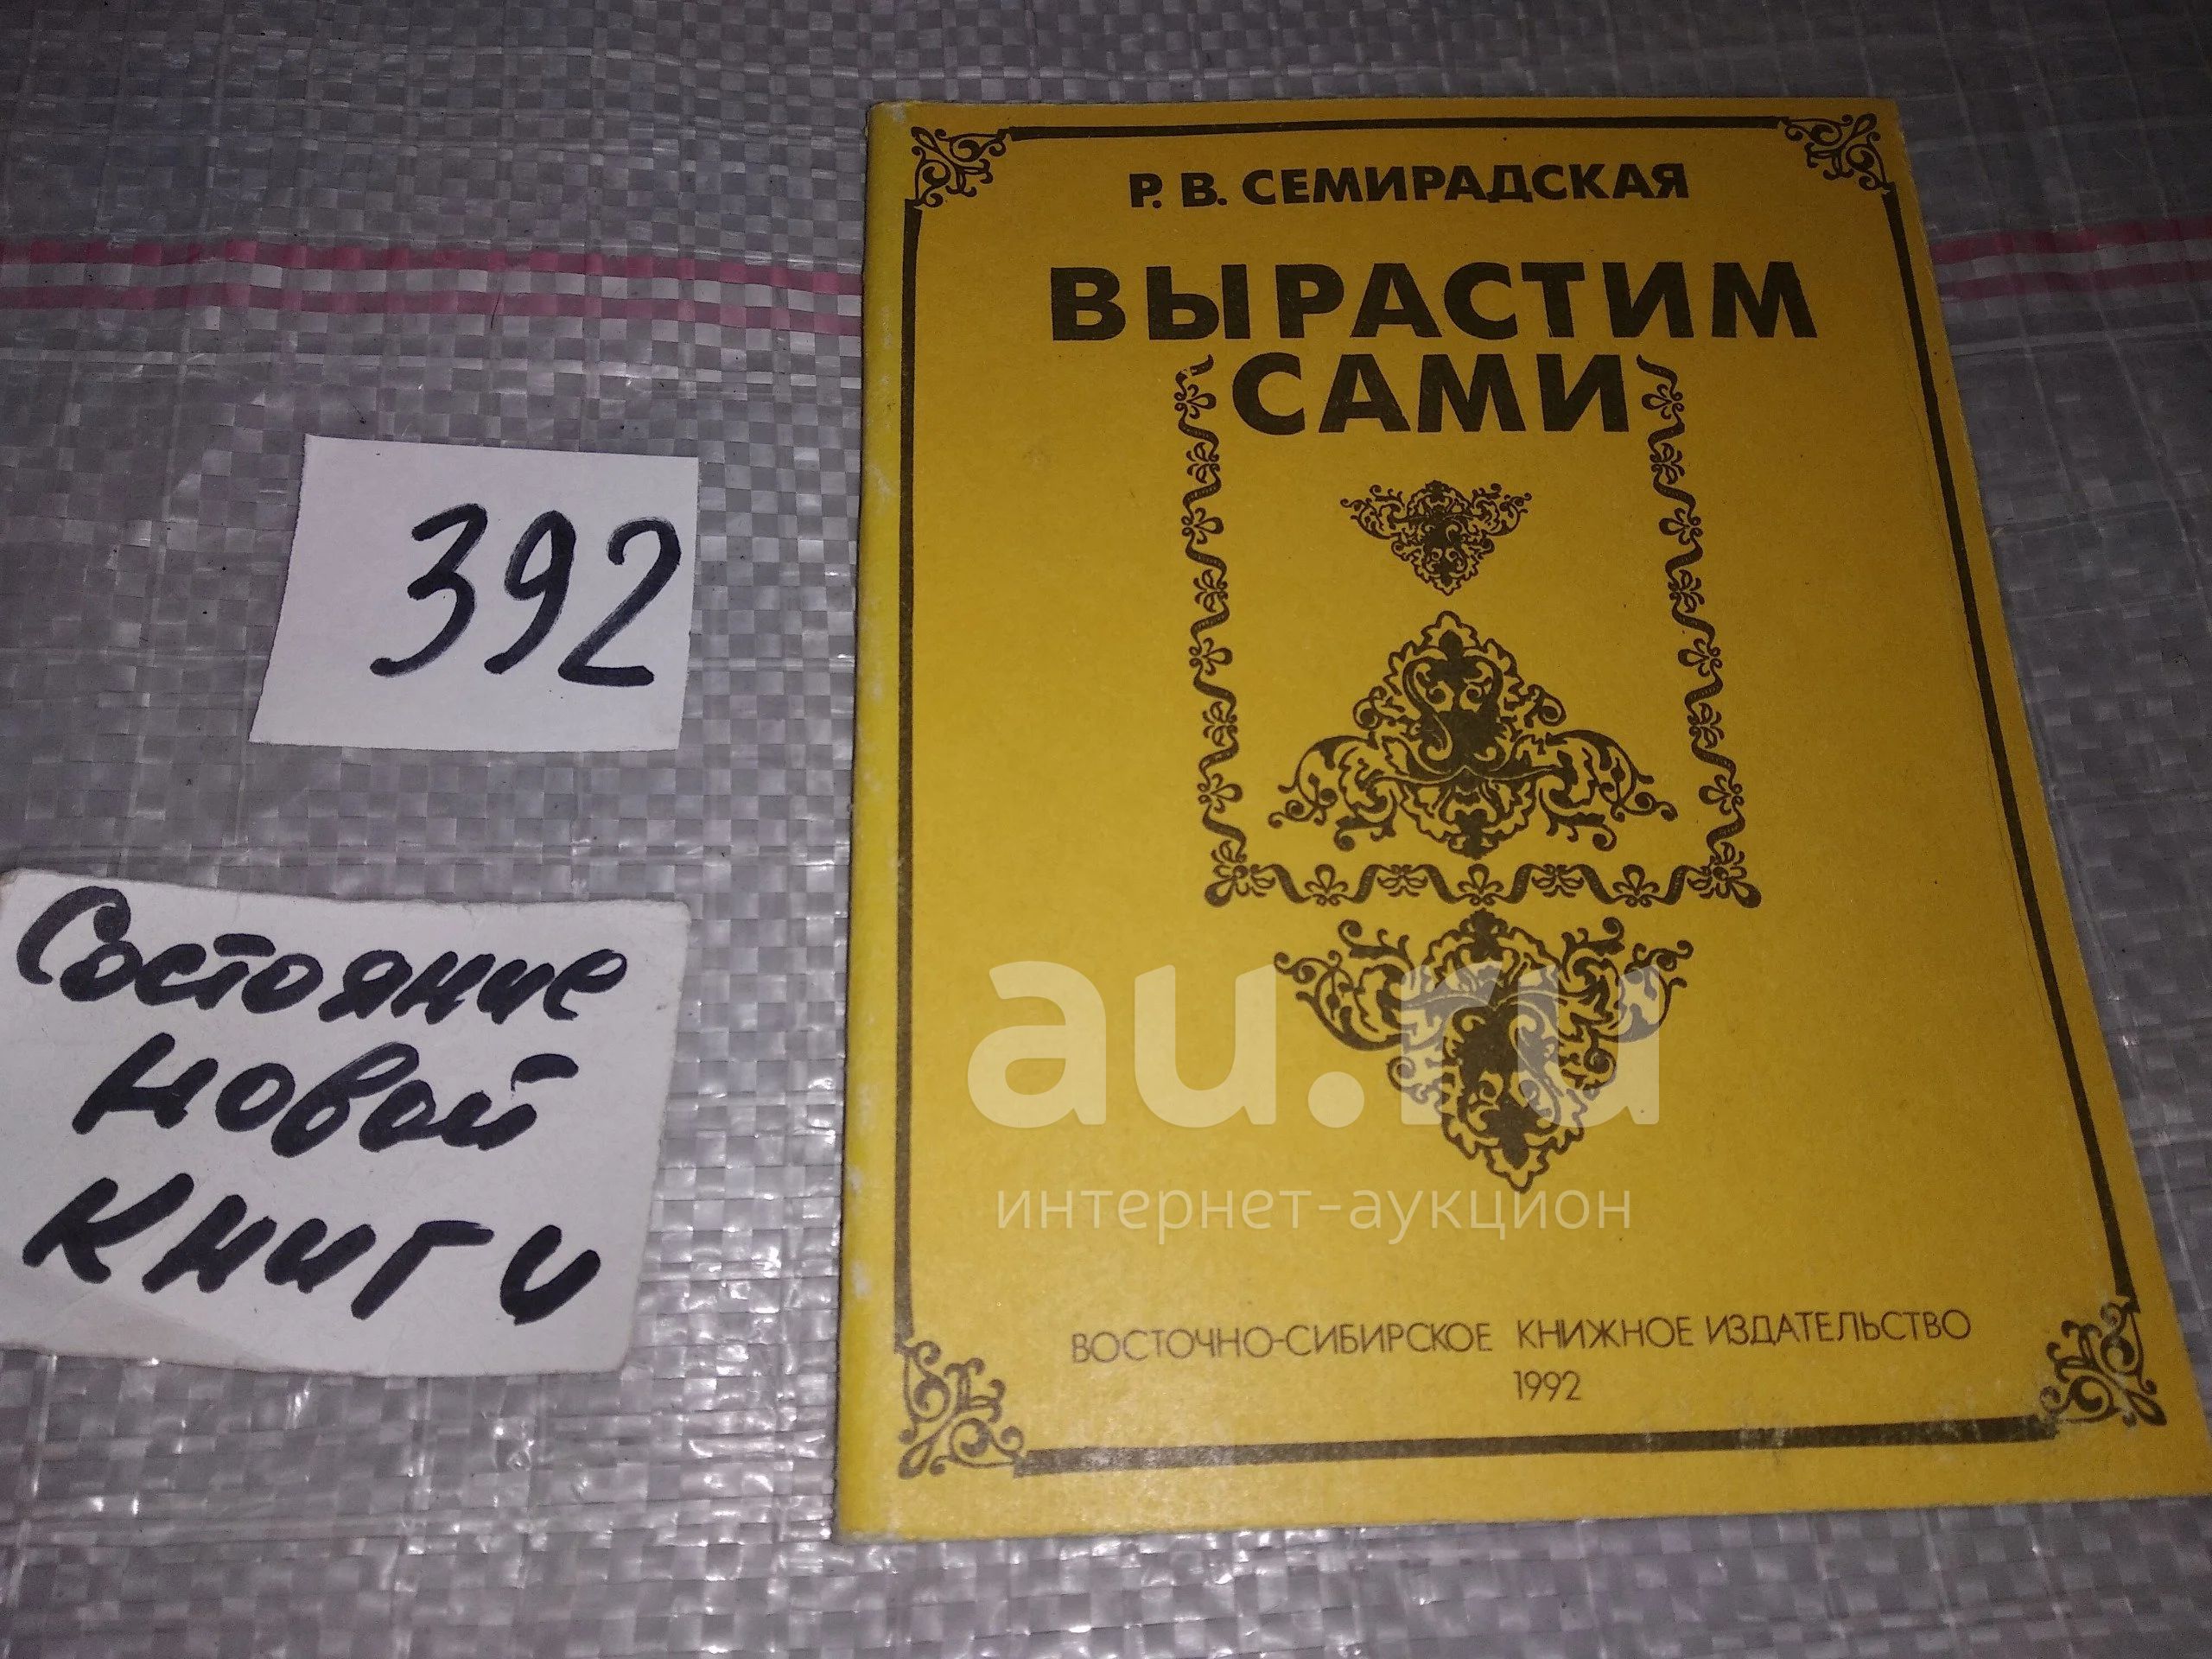 Р. В. СЕМИРАДСКАЯ
ВЫРАСТИМ
САМИ
392
Состояние
новой
книги
au.ru
интернет-аукцион
ВОСТОЧНО-СИБИРСКОЕ КНИЖНОЕ ИЗДАТЕЛЬСТВО
1992